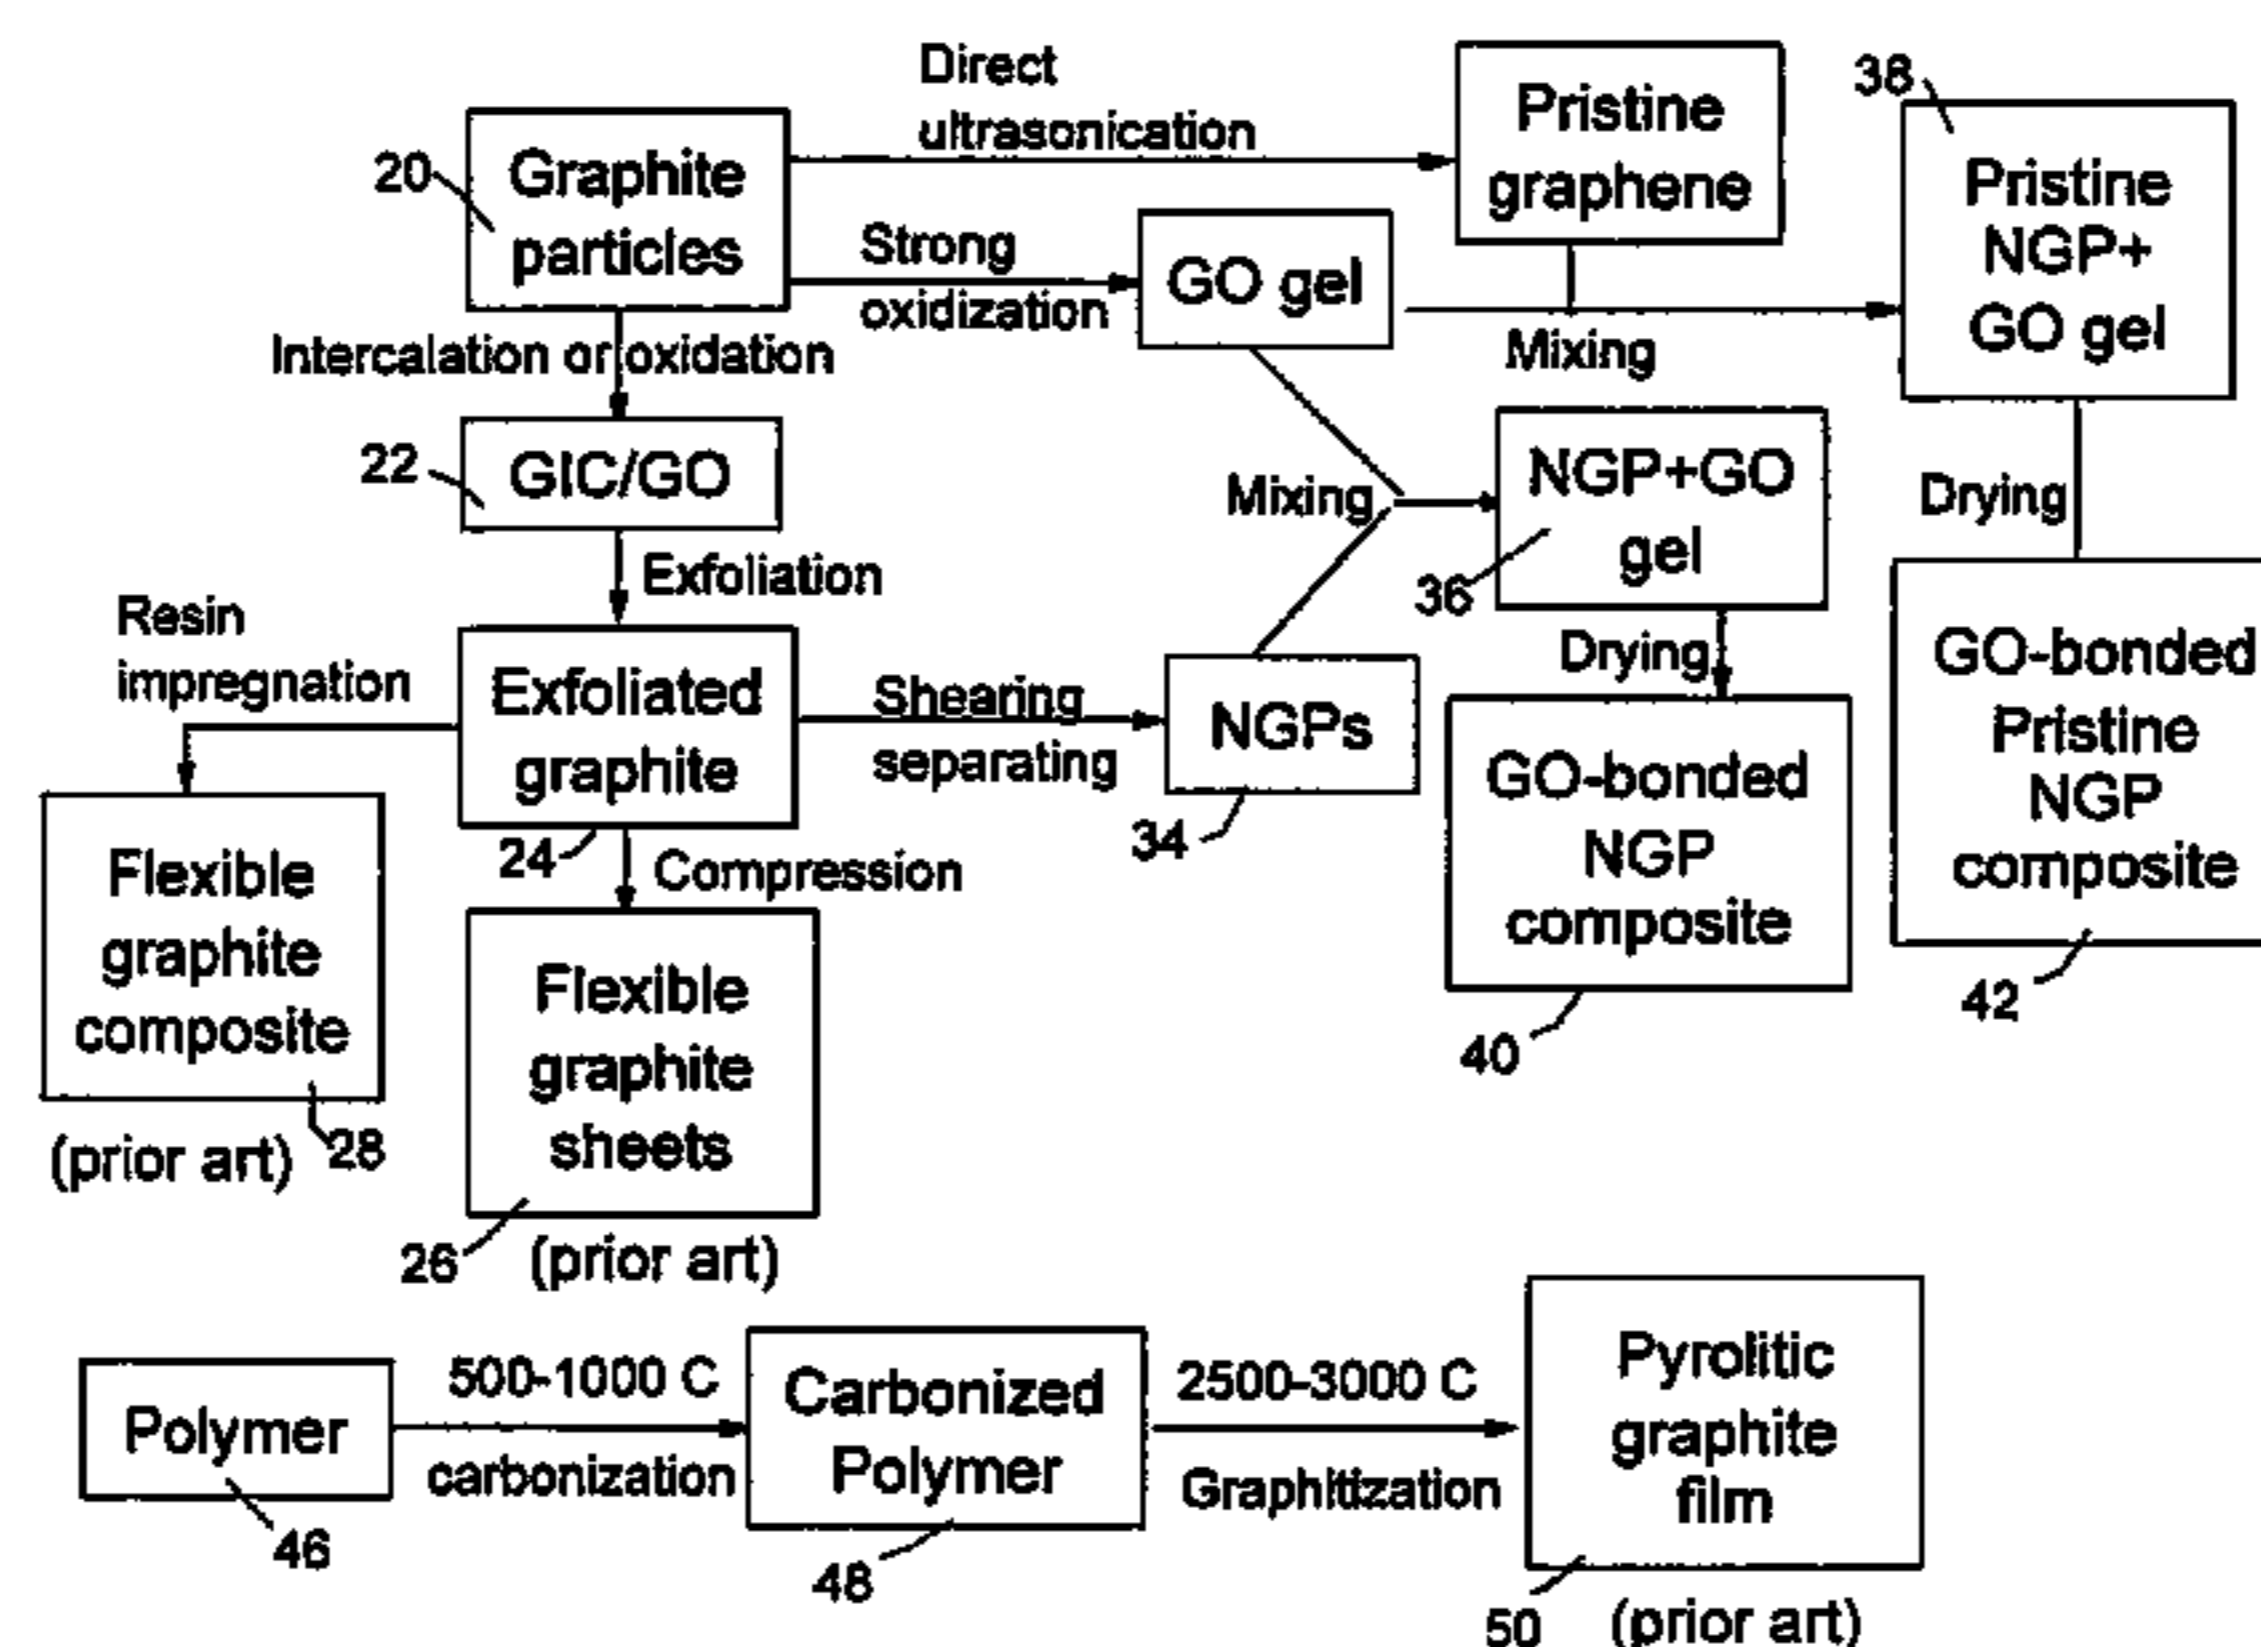 Direct
ultrasonication
Pristine
graphene
38
Pristine
NGP+
GO gel
20
Graphite
particles
Strong
oxidization
GO gel
Mixing
Intercalation or oxidation
22
GIC/GO
Mixing
NGP+GO
gel
36
Drying
Exfoliation
Resin
impregnation
Exfoliated
graphite
24
Shearing
separating
NGPs
34
Drying
GO-bonded
NGP
composite
40
GO-bonded
Pristine
NGP
composite
42
Compression
Flexible
graphite
composite
28
(prior art)
Flexible
graphite
sheets
26
(prior art)
Polymer
46
500-1000 C
carbonization
Carbonized
Polymer
48
2500-3000 C
Graphitization
Pyrolitic
graphite
film
50
(prior art)